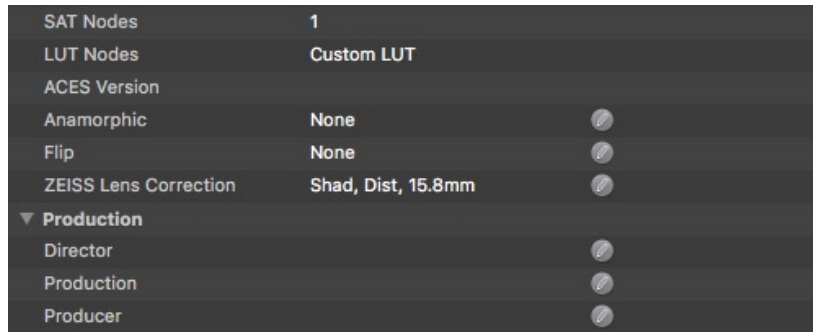 SAT Nodes 1
LUT Nodes Custom LUT
ACES Version
Anamorphic None
Flip None
ZEISS Lens Correction Shad, Dist, 15.8mm
Production
Director
Production
Producer